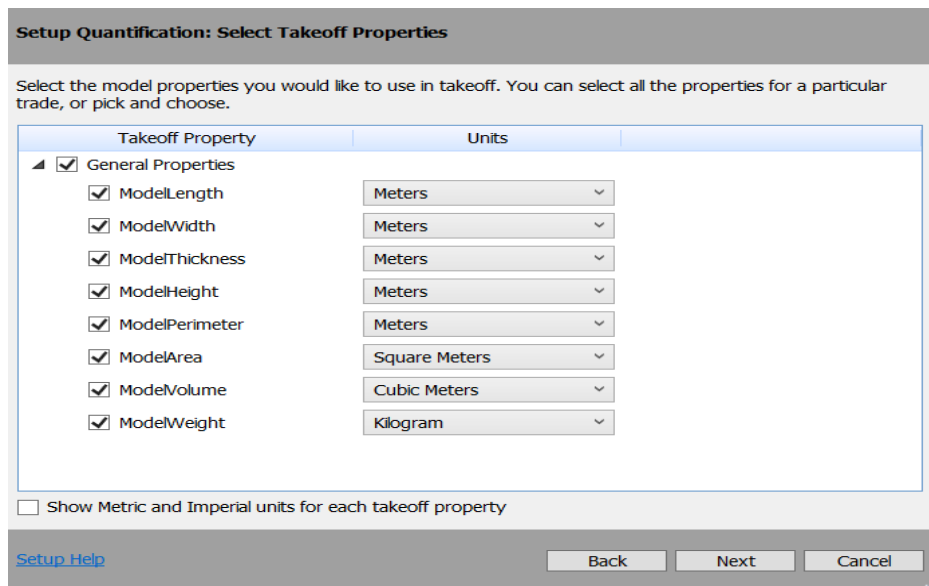 Setup Quantification: Select Takeoff Properties
Select the model properties you would like to use in takeoff. You can select all the properties for a particular
trade, or pick and choose.
Takeoff Property Units
General Properties
ModelLength Meters
ModelWidth Meters
ModelThickness Meters
ModelHeight Meters
ModelPerimeter Meters
ModelArea Square Meters
ModelVolume Cubic Meters
ModelWeight Kilogram
Show Metric and Imperial units for each takeoff property
Setup Help Back Next Cancel